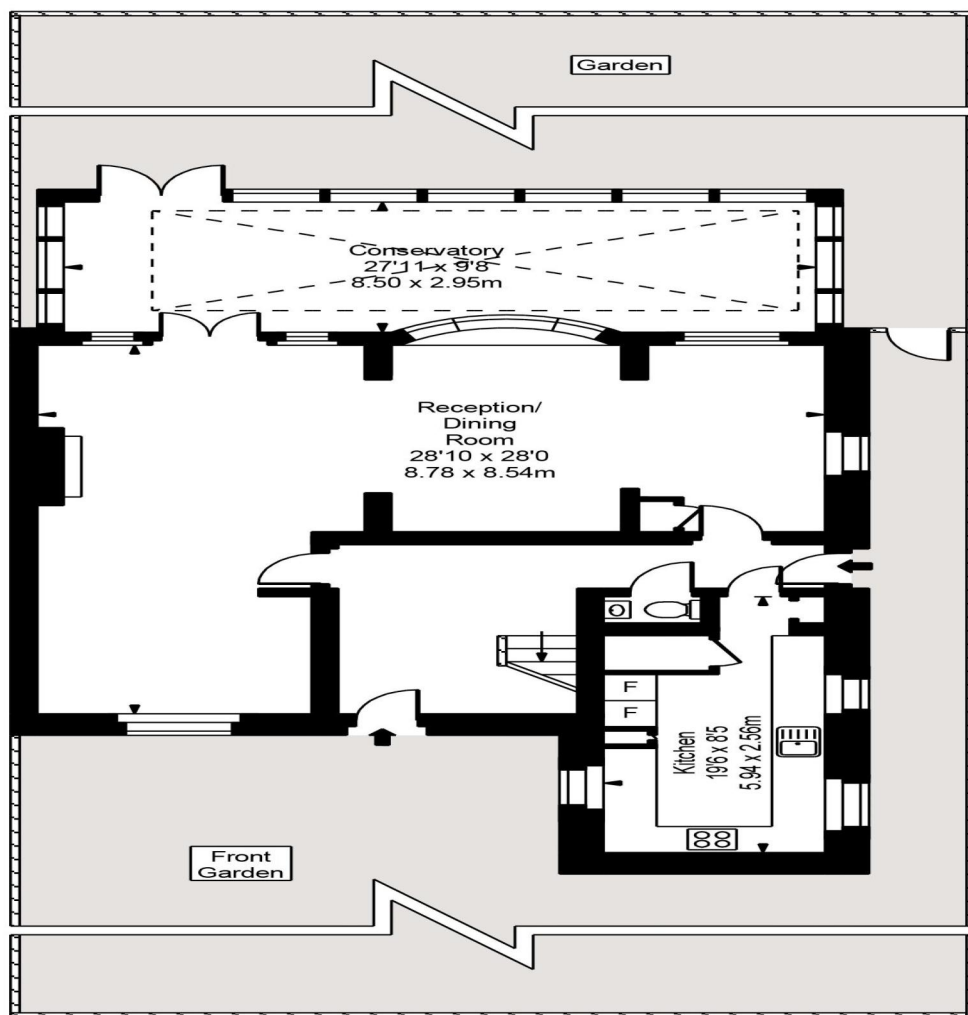 Garden
Conservatory
27'11 x 9'8
8.50 x 2.95m
Reception/
Dining
Room
28'10 x 28'0
8.78 x 8.54m
F
F
Kitchen
19'6 x 8'5
5.94 x 2.56m
Front
Garden